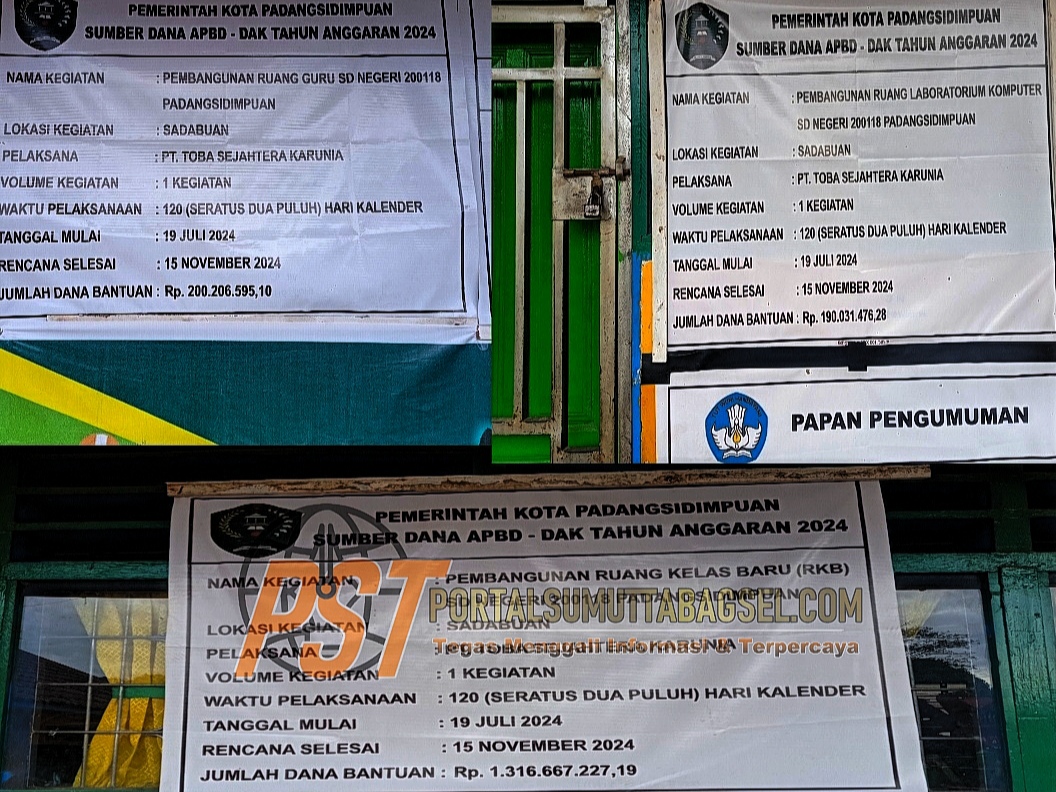 PEMERINTAH KOTA PADANGSIDIMPUAN
SUMBER DANA APBD - DAK TAHUN ANGGARAN 2024
NAMA KEGIATAN : PEMBANGUNAN RUANG GURU SD NEGERI 200118
PADANGSIDIMPUAN
LOKASI KEGIATAN : SADABUAN
PELAKSANA : PT. TOBA SEJAHTERA KARUNIA
VOLUME KEGIATAN : 1 KEGIATAN
WAKTU PELAKSANAAN : 120 (SERATUS DUA PULUH) HARI KALENDER
TANGGAL MULAI : 19 JULI 2024
RENCANA SELESAI : 15 NOVEMBER 2024
JUMLAH DANA BANTUAN : Rp. 200.206.595,10
PEMERINTAH KOTA PADANGSIDIMPUAN
SUMBER DANA APBD - DAK TAHUN ANGGARAN 2024
NAMA KEGIATAN : PEMBANGUNAN RUANG LABORATORIUM KOMPUTER
SD NEGERI 200118 PADANGSIDIMPUAN
LOKASI KEGIATAN : SADABUAN
PELAKSANA : PT. TOBA SEJAHTERA KARUNIA
VOLUME KEGIATAN : 1 KEGIATAN
WAKTU PELAKSANAAN : 120 (SERATUS DUA PULUH) HARI KALENDER
TANGGAL MULAI : 19 JULI 2024
RENCANA SELESAI : 15 NOVEMBER 2024
JUMLAH DANA BANTUAN : Rp. 190.031.476,28
PAPAN PENGUMUMAN
PEMERINTAH KOTA PADANGSIDIMPUAN
SUMBER DANA APBD - DAK TAHUN ANGGARAN 2024
NAMA KEGIATAN : PEMBANGUNAN RUANG KELAS BARU (RKB)
SD NEGERI PADANGSIDIMPUAN
LOKASI KEGIATAN : SADABUAN
PELAKSANA KARUNIA
VOLUME KEGIATAN : 1 KEGIATAN
WAKTU PELAKSANAAN : 120 (SERATUS DUA PULUH) HARI KALENDER
TANGGAL MULAI : 19 JULI 2024
RENCANA SELESAI : 15 NOVEMBER 2024
JUMLAH DANA BANTUAN : Rp. 1.316.667.227,19
PST
PORTALSUMUTTABAGSEL.COM
Tegas Menggali Informasi & Terpercaya